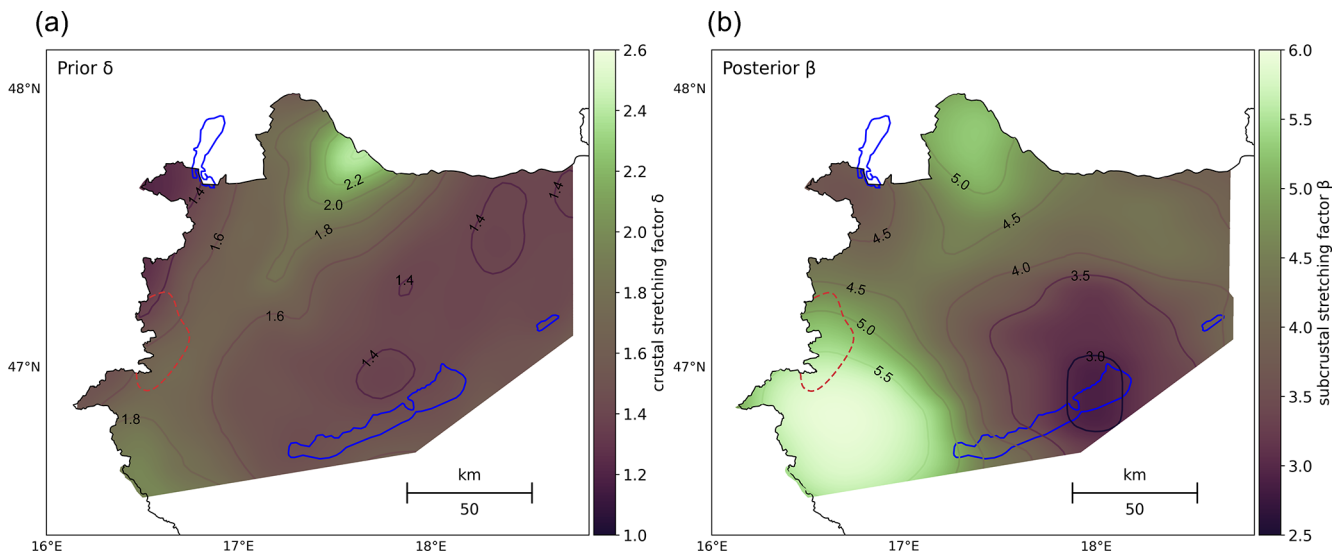 (a)
(b)
Prior δ
48°N
47°N
16°E
17°E
18°E
1.4
1.6
1.8
2.0
2.2
1.4
1.4
1.4
1.6
1.4
1.8
km
50
2.6
2.4
2.2
2.0
1.8
1.6
1.4
1.2
1.0
crustal stretching factor δ
Posterior β
48°N
47°N
16°E
17°E
18°E
5.0
4.5
4.5
4.0
3.5
4.5
5.0
5.5
3.0
km
50
6.0
5.5
5.0
4.5
4.0
3.5
3.0
2.5
subcrustal stretching factor β